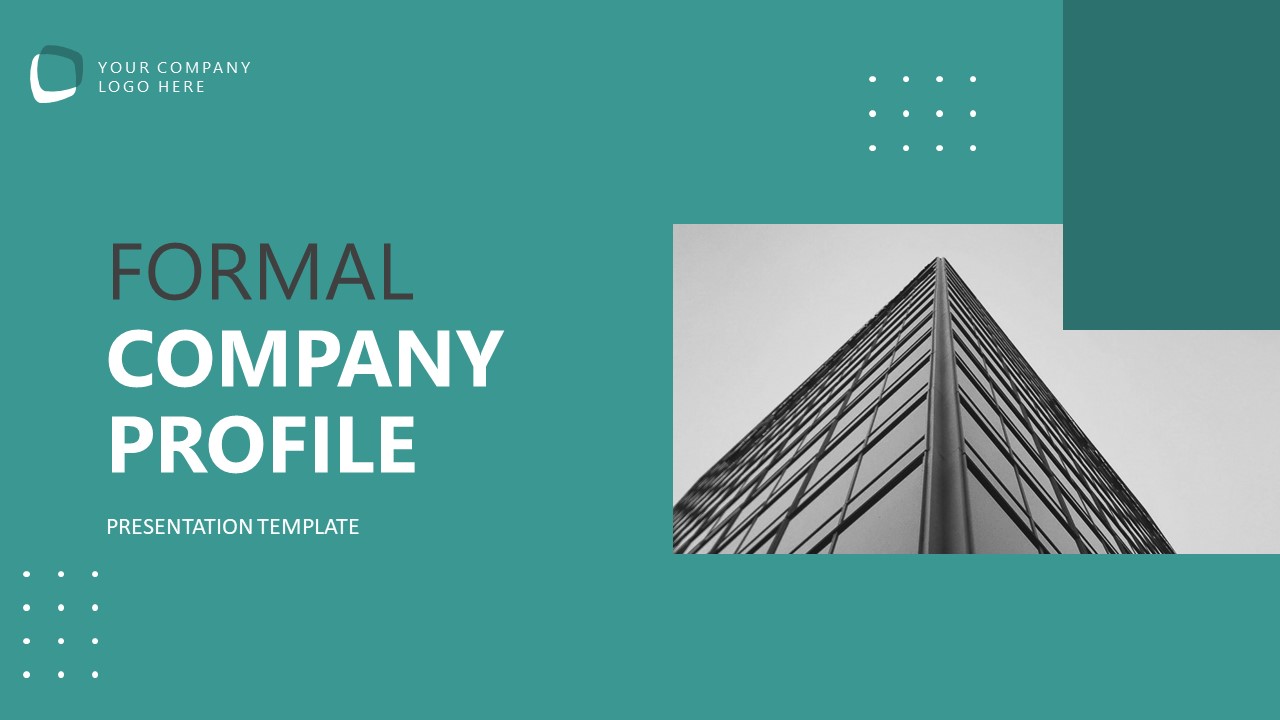 YOUR COMPANY
LOGO HERE
FORMAL
COMPANY
PROFILE
PRESENTATION TEMPLATE